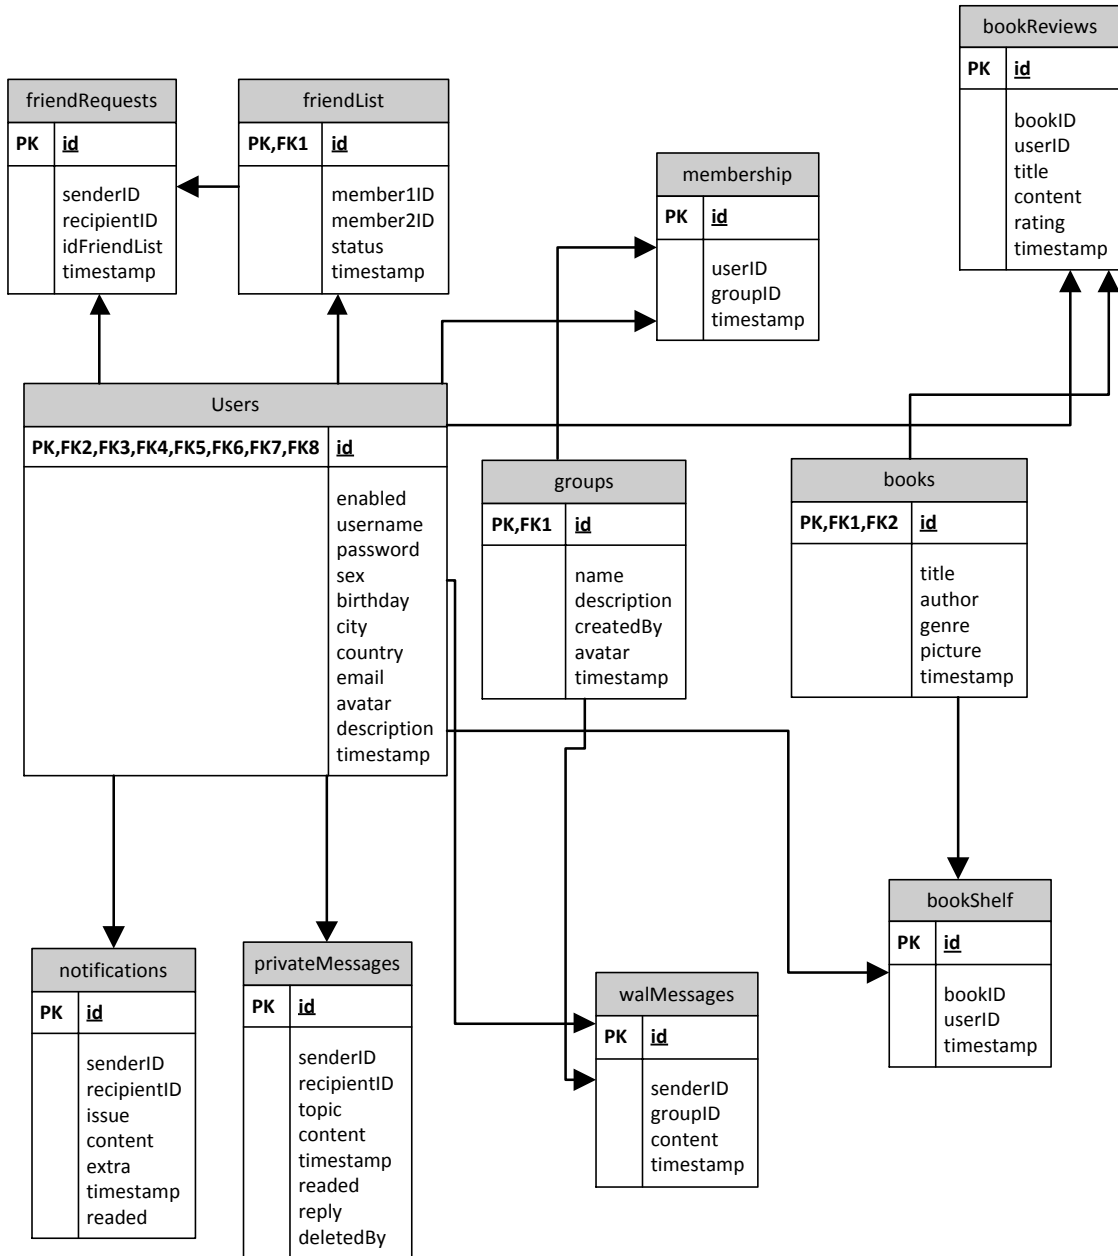 bookReviews
PK id
bookID
userID
title
content
rating
timestamp
friendRequests
PK id
senderID
recipientID
idFriendList
timestamp
friendList
PK,FK1 id
member1ID
member2ID
status
timestamp
membership
PK id
userID
groupID
timestamp
Users
PK,FK2,FK3,FK4,FK5,FK6,FK7,FK8 id
enabled
username
password
sex
birthday
city
country
email
avatar
description
timestamp
groups
PK,FK1 id
name
description
createdBy
avatar
timestamp
books
PK,FK1,FK2 id
title
author
genre
picture
timestamp
bookShelf
PK id
bookID
userID
timestamp
notifications
PK id
senderID
recipientID
issue
content
extra
timestamp
readed
privateMessages
PK id
senderID
recipientID
topic
content
timestamp
readed
reply
deletedBy
walMessages
PK id
senderID
groupID
content
timestamp